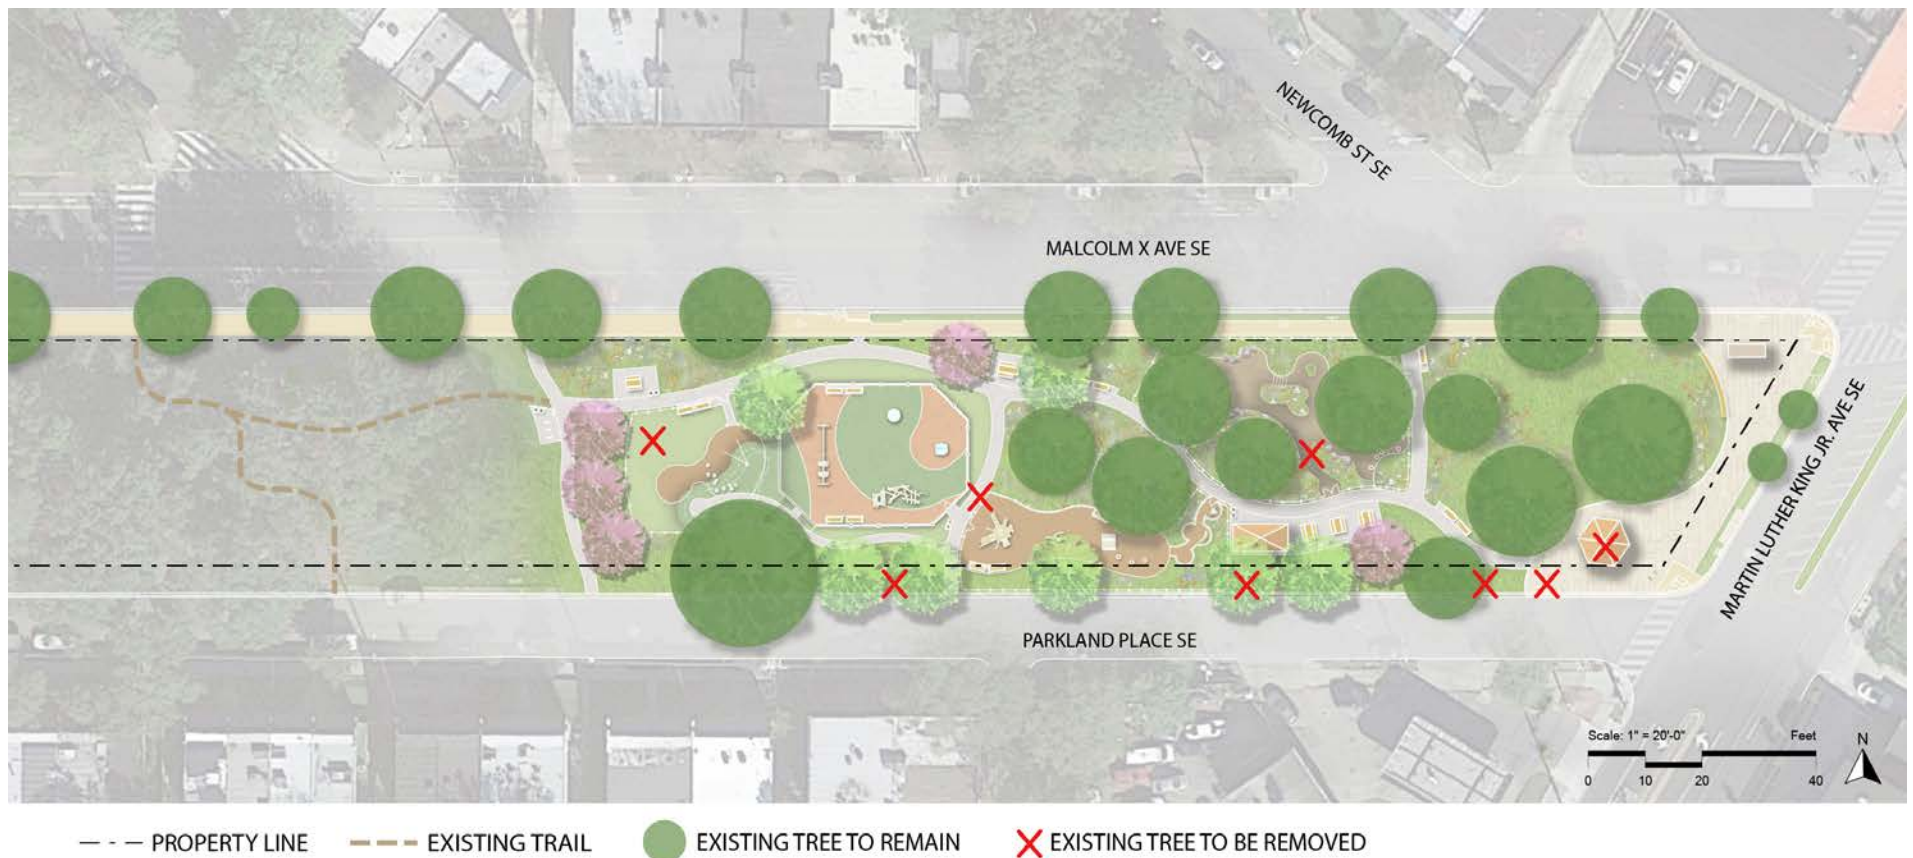 NEWCOMB ST SE
MALCOLM X AVE SE
MARTIN LUTHER KING JR. AVE SE
PARKLAND PLACE SE
Scale: 1" = 20'-0" Feet
N
0 10 20 40
PROPERTY LINE EXISTING TRAIL EXISTING TREE TO REMAIN EXISTING TREE TO BE REMOVED